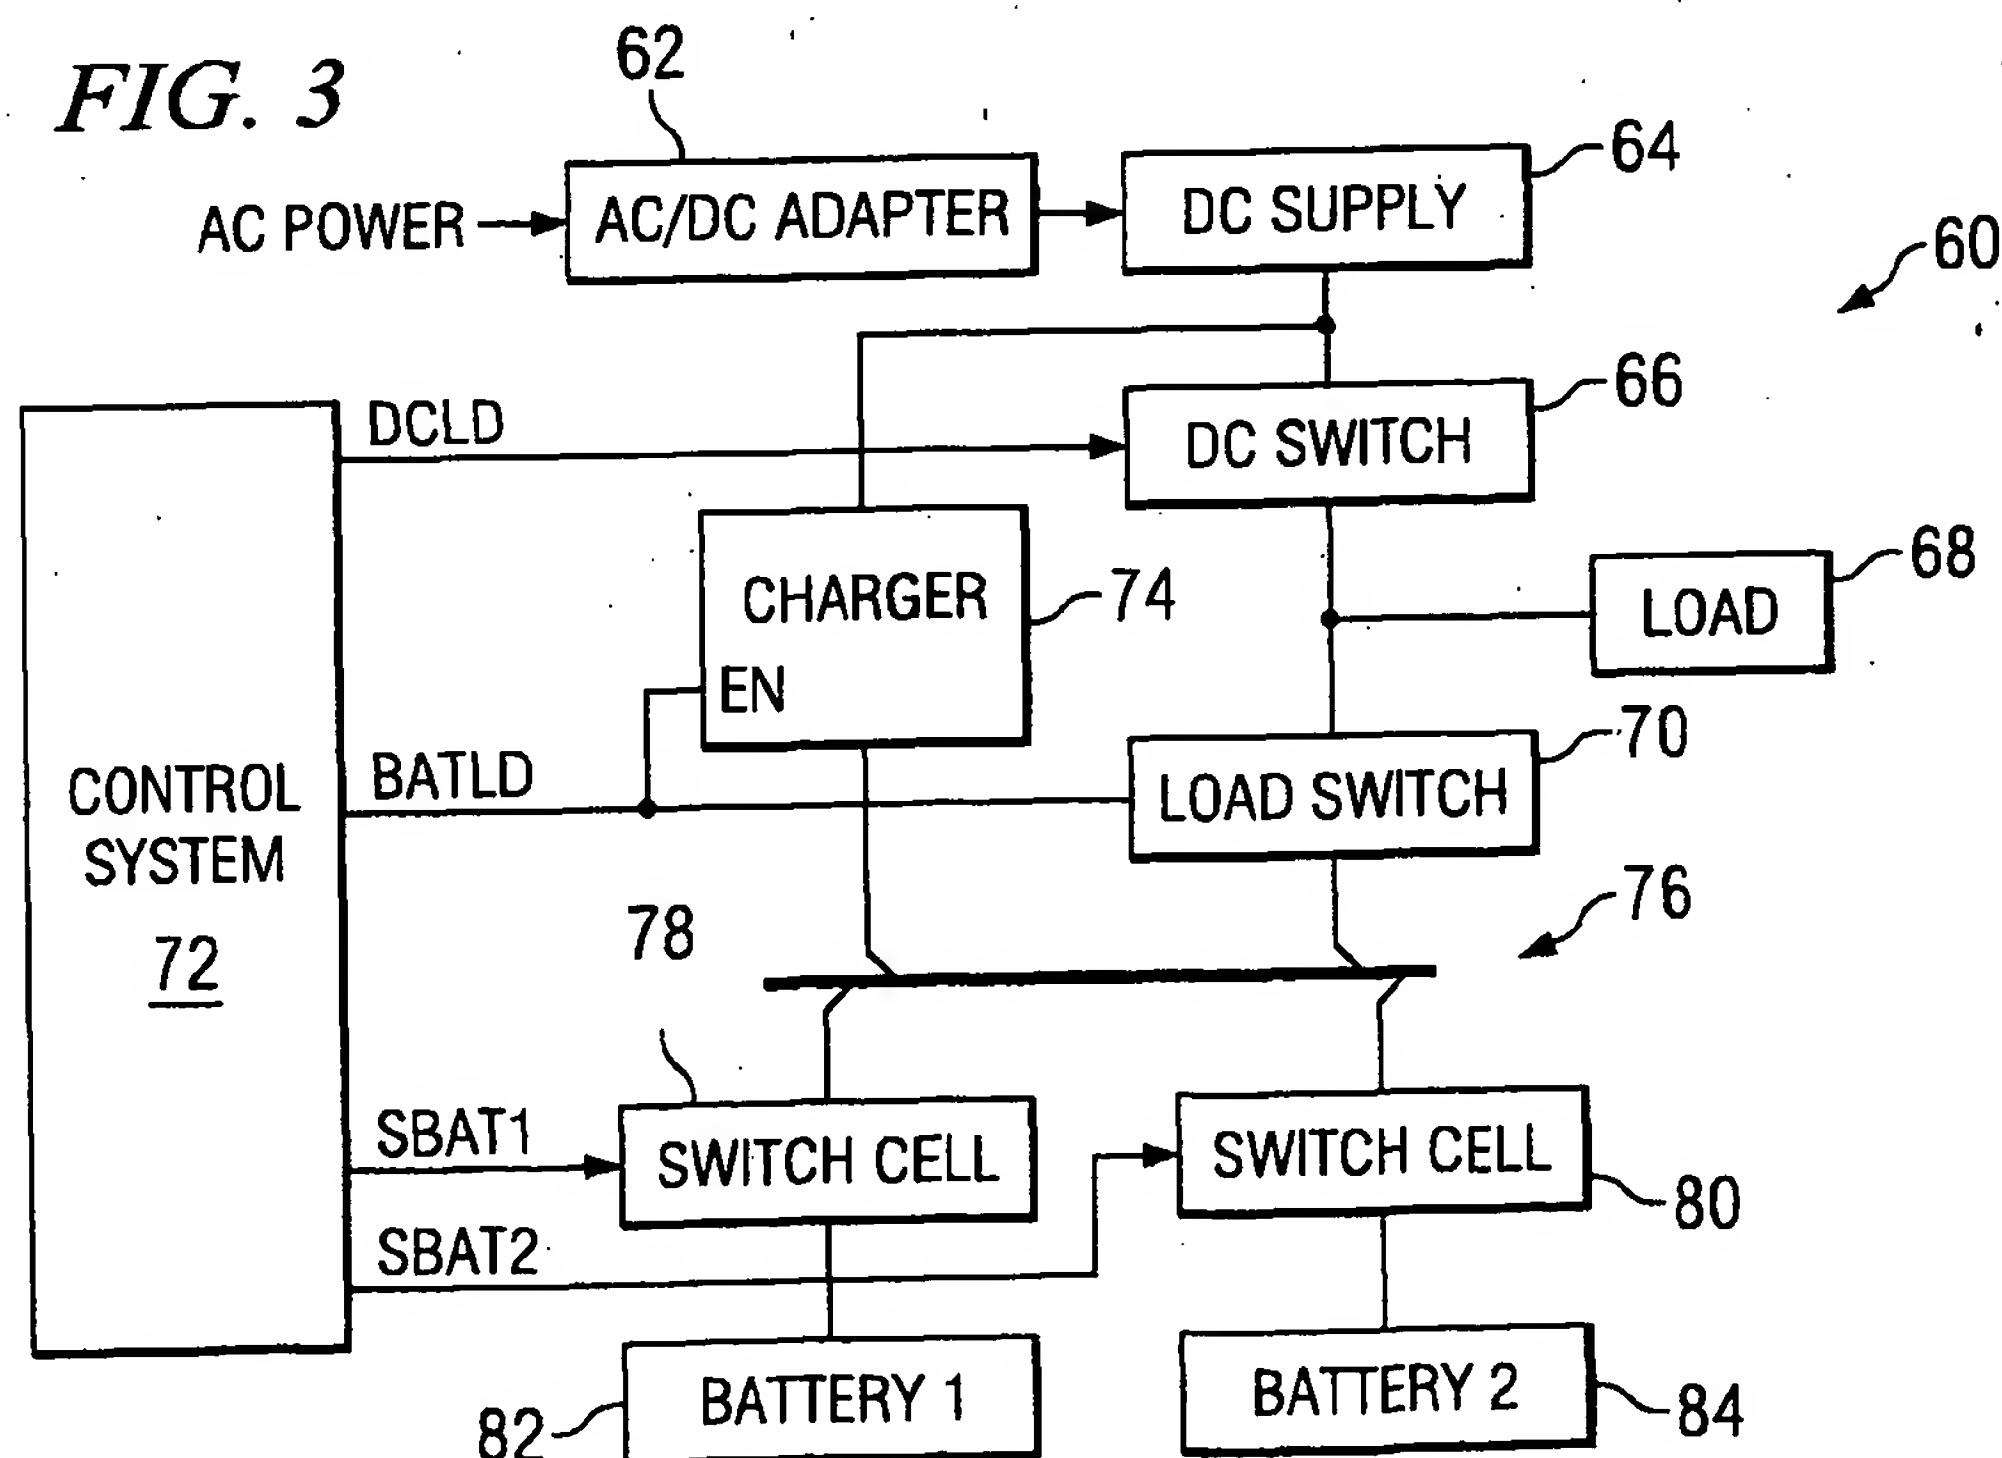 FIG. 3
62
64
AC POWER
AC/DC ADAPTER
DC SUPPLY
60
66
DCLD
DC SWITCH
68
CHARGER
74
LOAD
EN
70
BATLD
LOAD SWITCH
CONTROL
SYSTEM
72
76
78
SBAT1
SWITCH CELL
SWITCH CELL
80
SBAT2
BATTERY 1
BATTERY 2
82
84